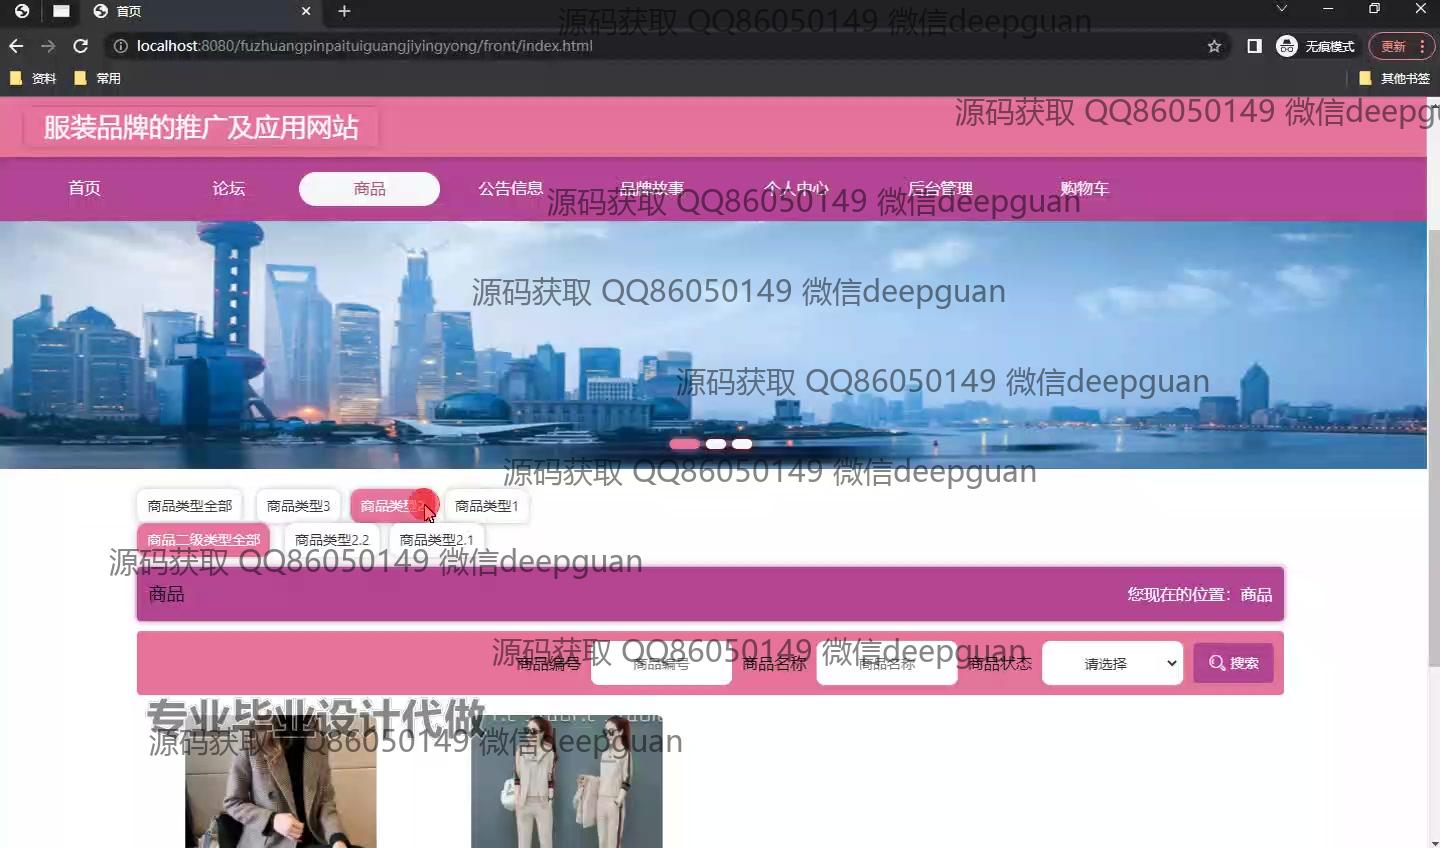 首页
源码获取 QQ86050149 微信deepguan
localhost:8080/fuzhuangpinpaituiguangjiyingyong/front/index.html
无痕模式
更新
资料
常用
其他书签
源码获取 QQ86050149 微信deepgu
服装品牌的推广及应用网站
首页
论坛
商品
公告信息
品牌故事
个人中心
后台管理
购物车
源码获取 QQ86050149 微信deepguan
源码获取 QQ86050149 微信deepguan
源码获取 QQ86050149 微信deepguan
源码获取 QQ86050149 微信deepguan
商品类型全部
商品类型3
商品类型2
商品类型1
商品二级类型全部
商品类型2.2
商品类型2.1
源码获取 QQ86050149 微信deepguan
商品
您现在的位置：商品
源码获取 QQ86050149 微信deepguan
商品编号
商品编号
商品名称
商品名称
商品状态
请选择
搜索
专业毕业设计代做
源码获取 QQ86050149 微信deepguan